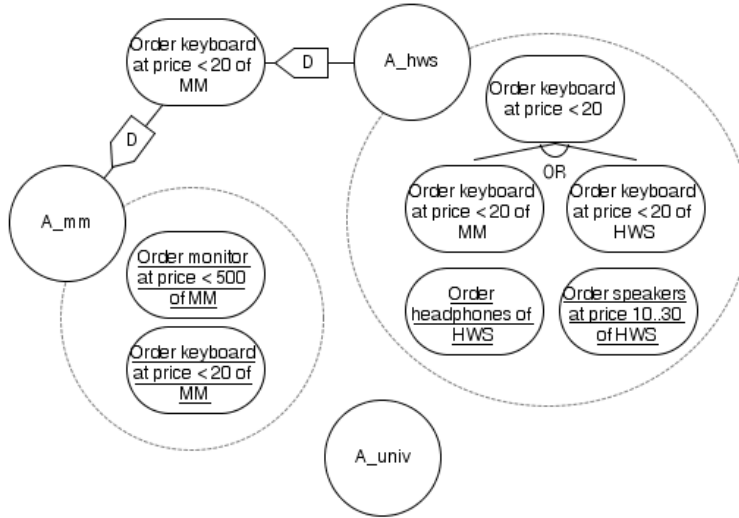 Order keyboard
at price < 20 of
MM
D
A_hws
D
A_mm
Order keyboard
at price < 20
OR
Order keyboard
at price < 20 of
MM
Order keyboard
at price < 20 of
HWS
Order
headphones of
HWS
Order speakers
at price 10..30
of HWS
Order monitor
at price < 500
of MM
Order keyboard
at price < 20 of
MM
A_univ